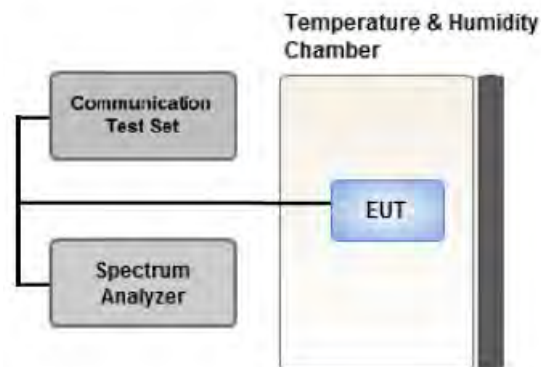 Temperature & Humidity
Chamber
Communication
Test Set
EUT
Spectrum
Analyzer